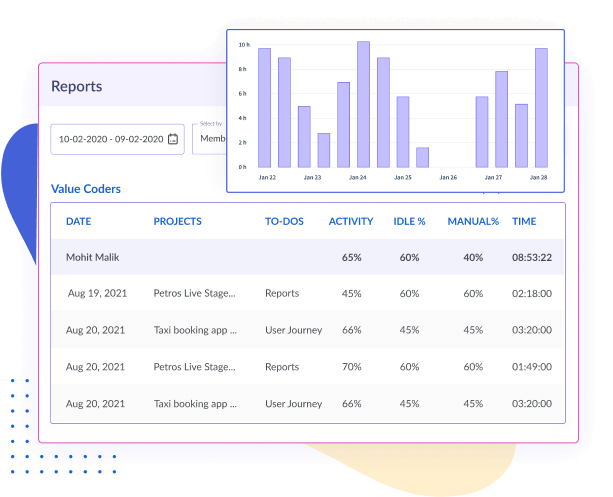 10 h
8 h
6 h
4 h
2 h
0 h
Jan 22 Jan 23 Jan 24 Jan 25 Jan 26 Jan 27 Jan 28
Reports
Select by
10-02-2020 - 09-02-2020 Memb
Value Coders
DATE PROJECTS TO-DOS ACTIVITY IDLE % MANUAL% TIME
Mohit Malik 65% 60% 40% 08:53:22
Aug 19, 2021 Petros Live Stage... Reports 45% 60% 60% 02:18:00
Aug 20, 2021 Taxi booking app ... User Journey 66% 45% 45% 03:20:00
Aug 20, 2021 Petros Live Stage... Reports 70% 60% 60% 01:49:00
Aug 20, 2021 Taxi booking app ... User Journey 66% 45% 45% 03:20:00